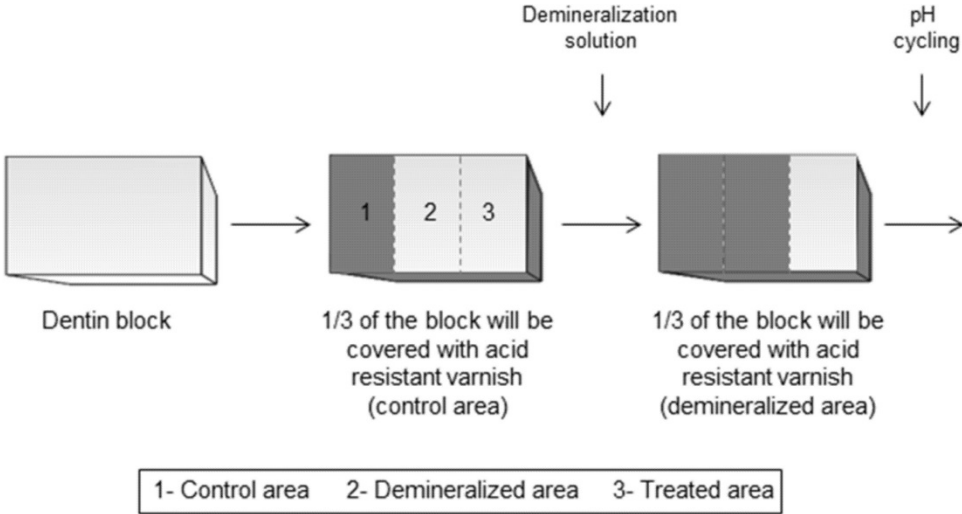 Demineralization
solution
pH
cycling
1
2
3
Dentin block
1/3 of the block will be
covered with acid
resistant varnish
(control area)
1/3 of the block will be
covered with acid
resistant varnish
(demineralized area)
1- Control area 2- Demineralized area 3- Treated area